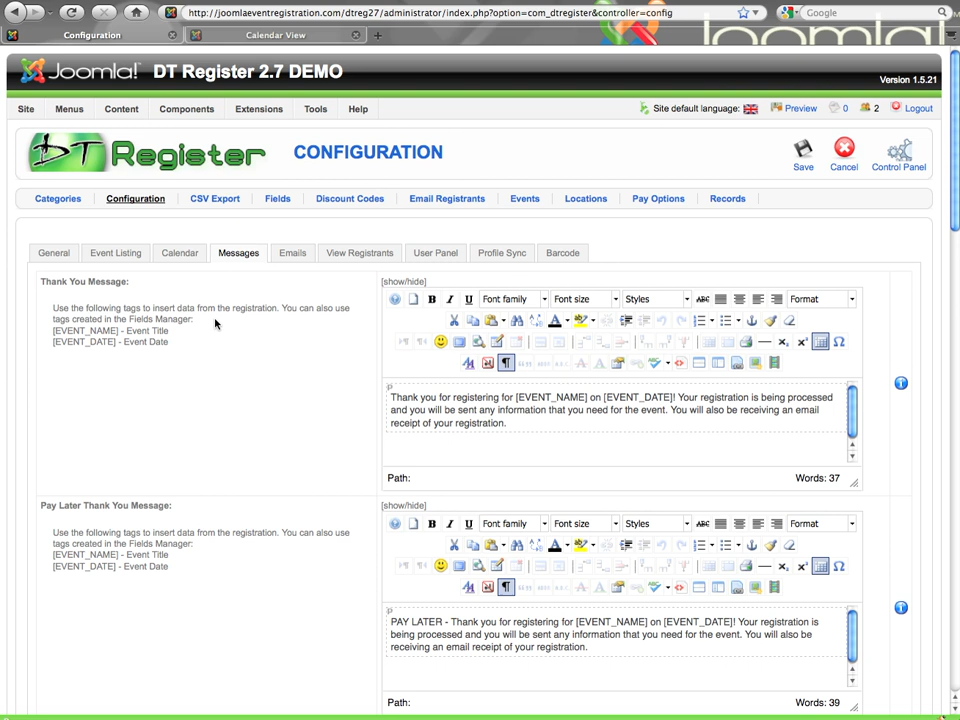 http://joomlaeventregistration.com/dtreg27/administrator/index.php?option=com_dtregister&controller=config
Google
Configuration
Calendar View
Joomla!
Joomla! DT Register 2.7 DEMO
Version 1.5.21
Site Menus Content Components Extensions Tools Help
Site default language: Preview 0 2 Logout
DT Register CONFIGURATION
Save Cancel Control Panel
Categories Configuration CSV Export Fields Discount Codes Email Registrants Events Locations Pay Options Records
General Event Listing Calendar Messages Emails View Registrants User Panel Profile Sync Barcode
Thank You Message:
Use the following tags to insert data from the registration. You can also use
tags created in the Fields Manager:
[EVENT_NAME] - Event Title
[EVENT_DATE] - Event Date
[show/hide]
B I U Font family Font size Styles ABC Format
P
Thank you for registering for [EVENT_NAME] on [EVENT_DATE]! Your registration is being processed
and you will be sent any information that you need for the event. You will also be receiving an email
receipt of your registration.
Path: Words: 37
Pay Later Thank You Message:
Use the following tags to insert data from the registration. You can also use
tags created in the Fields Manager:
[EVENT_NAME] - Event Title
[EVENT_DATE] - Event Date
[show/hide]
B I U Font family Font size Styles ABC Format
P
PAY LATER - Thank you for registering for [EVENT_NAME] on [EVENT_DATE]! Your registration is
being processed and you will be sent any information that you need for the event. You will also be
receiving an email receipt of your registration.
Path: Words: 39